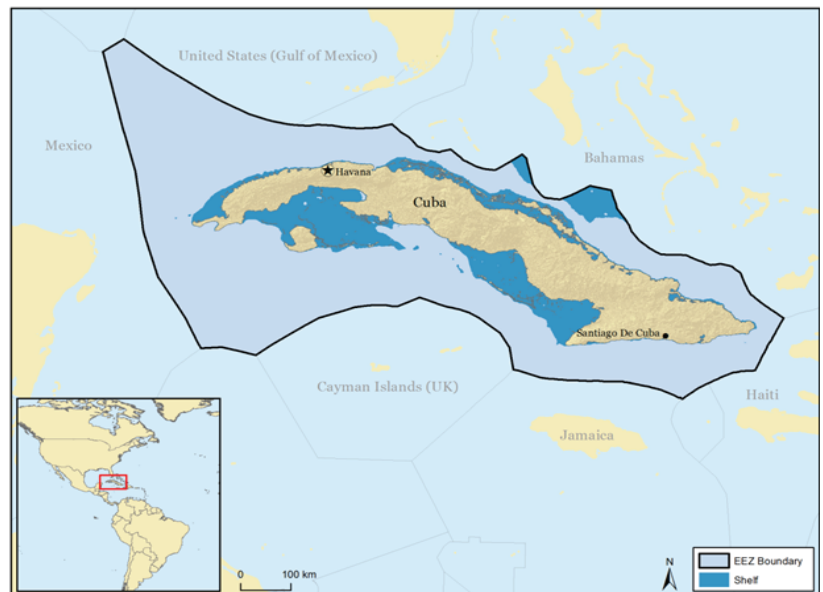 United States (Gulf of Mexico)
Mexico
Bahamas
Havana
Cuba
Santiago De Cuba
Cayman Islands (UK)
Haiti
Jamaica
0 100 km
N
EEZ Boundary
Shelf